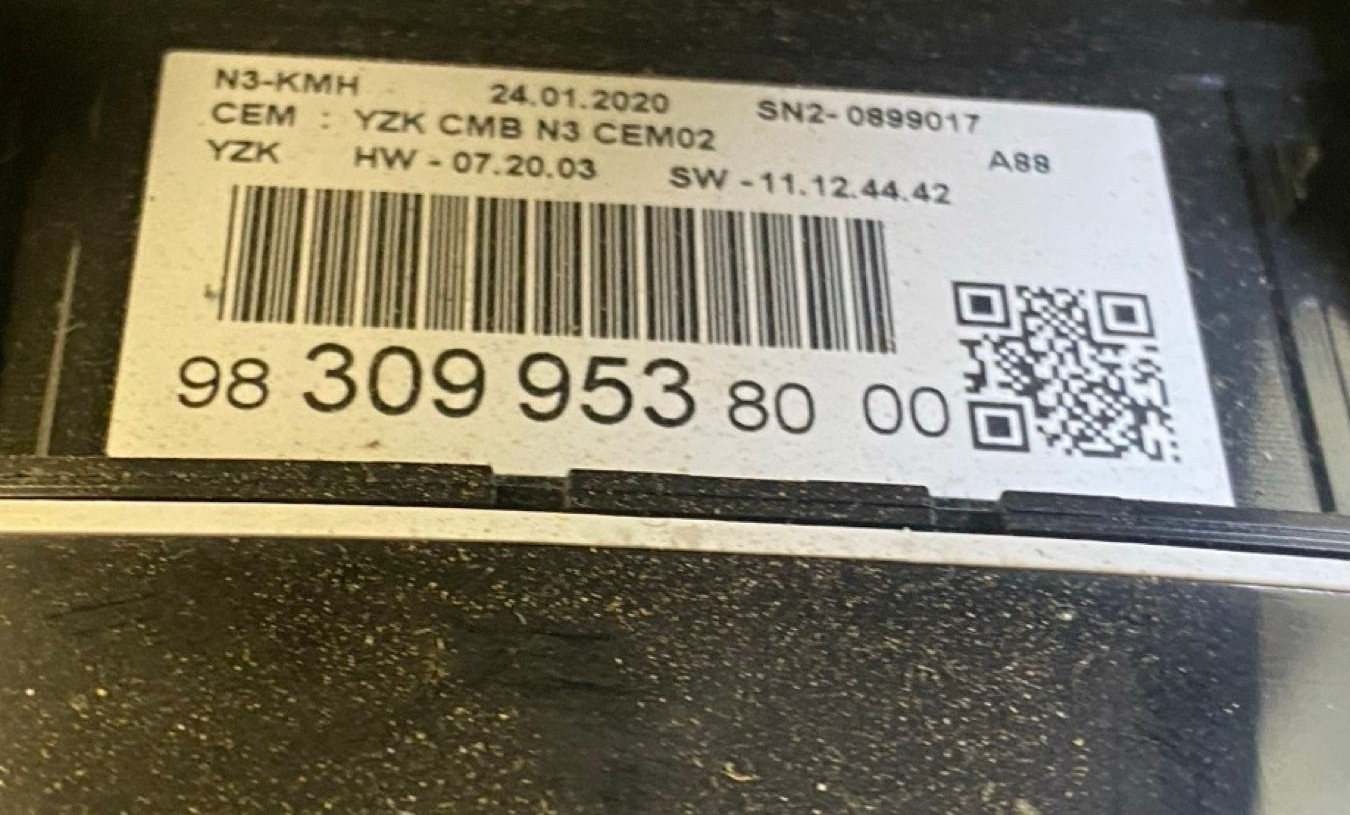 N3-KMH 24.01.2020 SN2- 0899017
CEM : YZK CMB N3 CEM02
YZK HW - 07.20.03 SW -11.12.44.42 A88
98 309 953 80 00